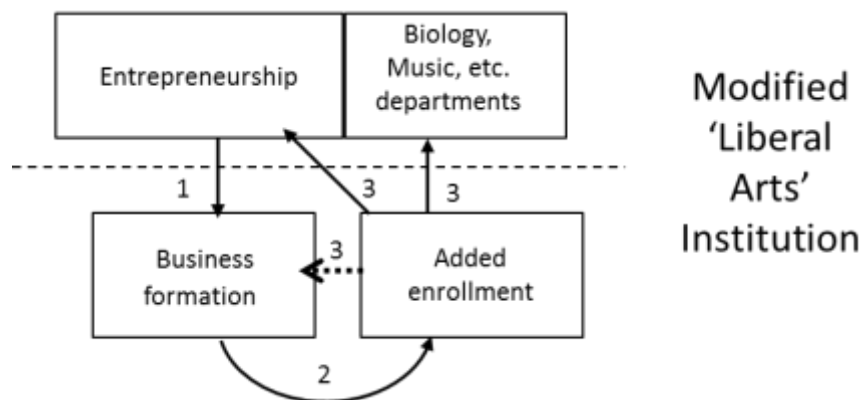 Entrepreneurship
Biology,
Music, etc.
departments
Modified
‘Liberal
Arts’
Institution
1
3
3
Business
formation
3
Added
enrollment
2